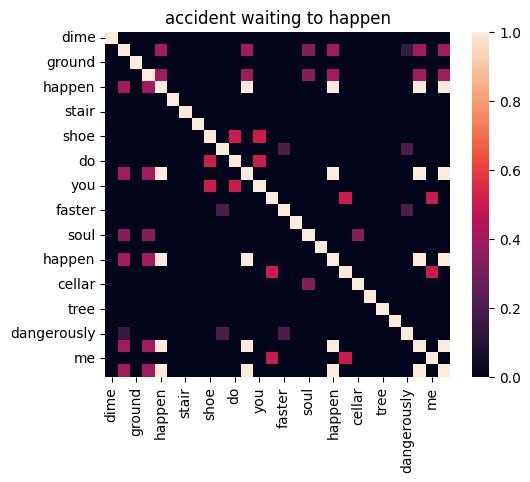 accident waiting to happen
dime
ground
happen
stair
shoe
do
you
faster
soul
happen
cellar
tree
dangerously
me
1.0
0.8
0.6
0.4
0.2
0.0
dime
ground
happen
stair
shoe
do
you
faster
soul
happen
cellar
tree
dangerously
me